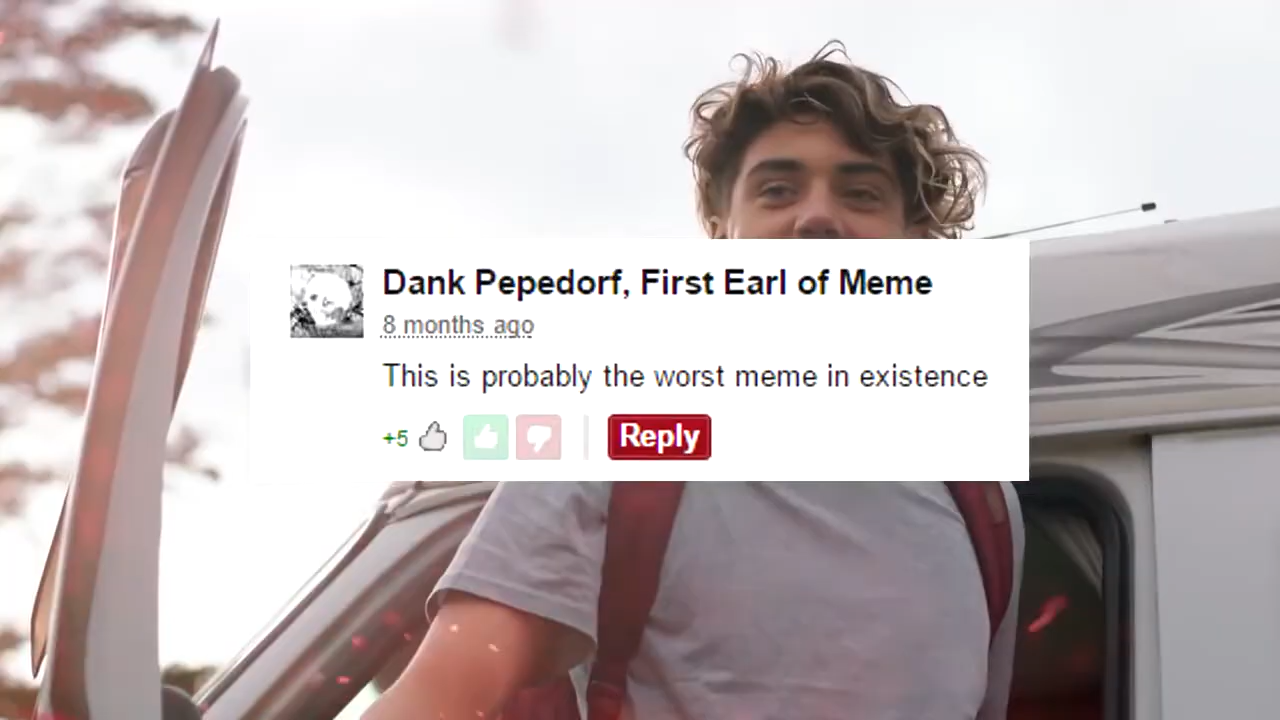 Dank Pepedorf, First Earl of Meme
8 months ago
This is probably the worst meme in existence
+5
Reply